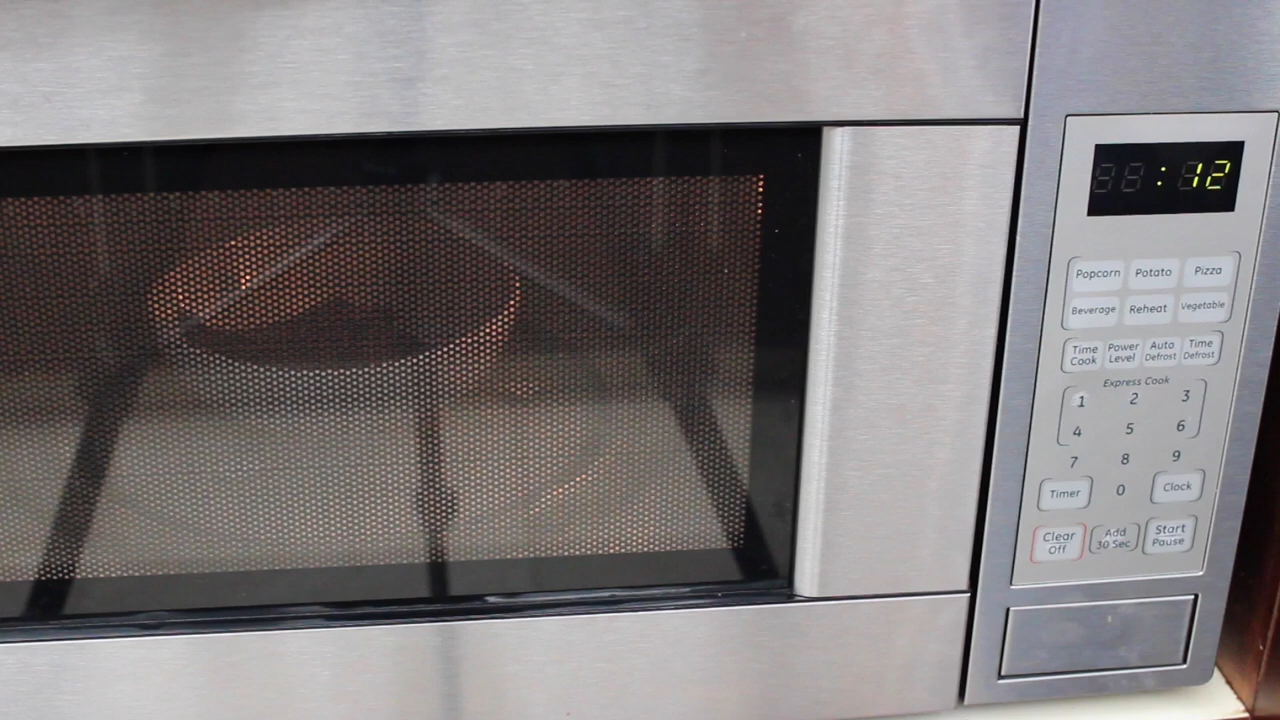 :12
Popcorn Potato Pizza
Beverage Reheat Vegetable
Time Cook Power Level Auto Defrost Time Defrost
Express Cook
1 2 3
4 5 6
7 8 9
Timer 0 Clock
Clear Off Add 30 Sec Start Pause